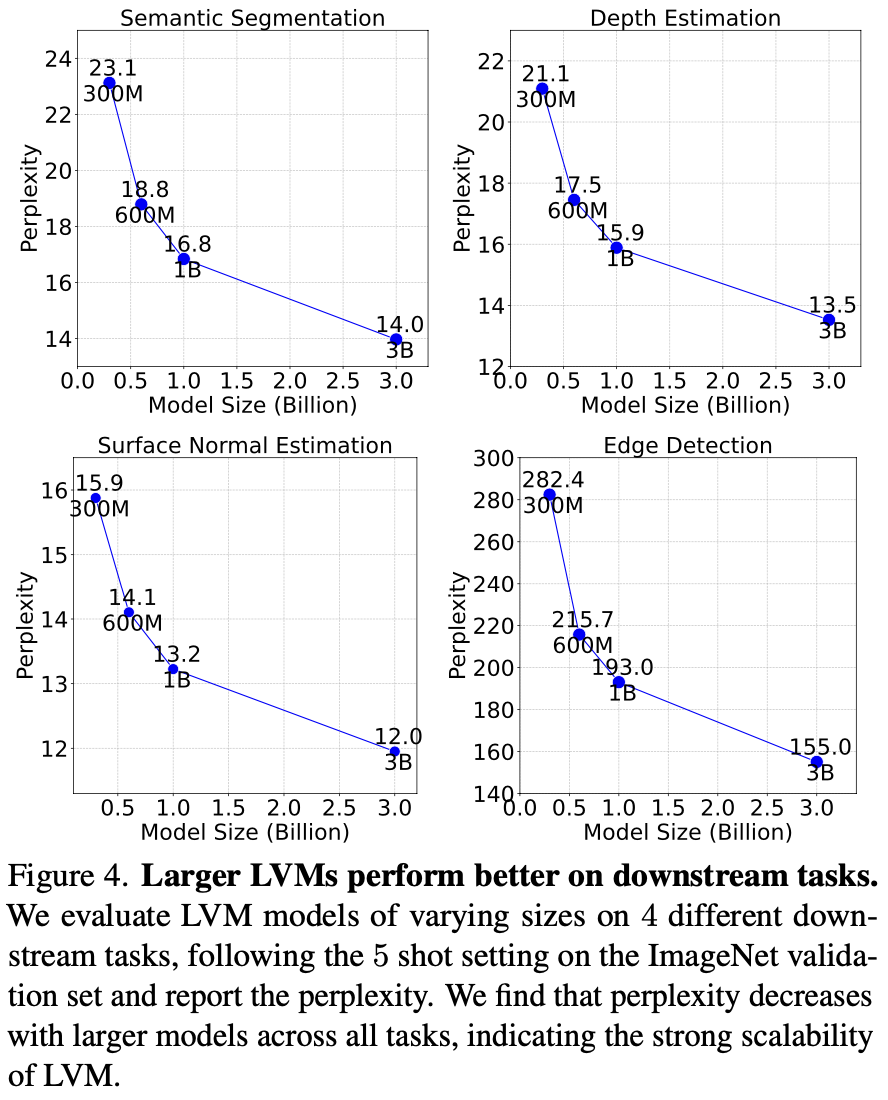 Semantic Segmentation
24
22
20
18
16
14
Perplexity
23.1
300M
18.8
600M
16.8
1B
14.0
3B
0.0 0.5 1.0 1.5 2.0 2.5 3.0
Model Size (Billion)
Depth Estimation
22
20
18
16
14
12
Perplexity
21.1
300M
17.5
600M
15.9
1B
13.5
3B
0.0 0.5 1.0 1.5 2.0 2.5 3.0
Model Size (Billion)
Surface Normal Estimation
16
15
14
13
12
Perplexity
15.9
300M
14.1
600M
13.2
1B
12.0
3B
0.5 1.0 1.5 2.0 2.5 3.0
Model Size (Billion)
Edge Detection
300
280
260
240
220
200
180
160
140
Perplexity
282.4
300M
215.7
600M
193.0
1B
155.0
3B
0.0 0.5 1.0 1.5 2.0 2.5 3.0
Model Size (Billion)
Figure 4. Larger LVMs perform better on downstream tasks.
We evaluate LVM models of varying sizes on 4 different down-
stream tasks, following the 5 shot setting on the ImageNet valida-
tion set and report the perplexity. We find that perplexity decreases
with larger models across all tasks, indicating the strong scalability
of LVM.